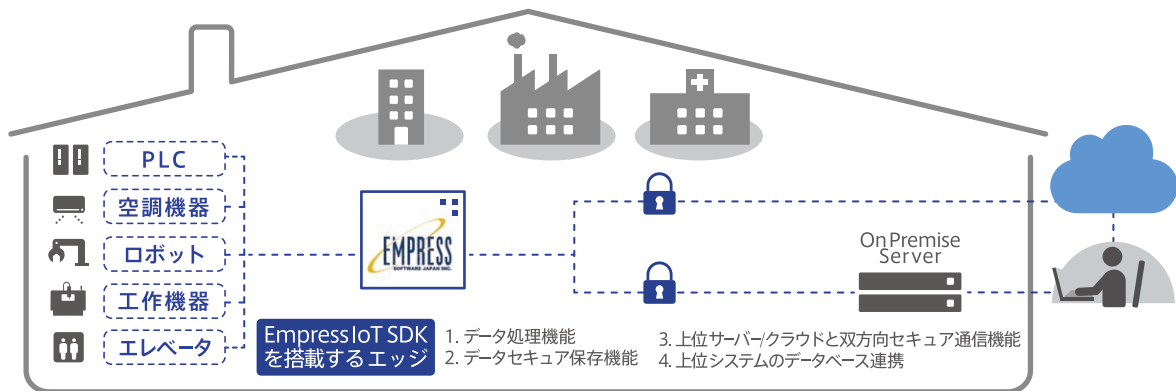 PLC
空調機器
ロボット
工作機器
エレベータ
EMPRESS
SOFTWARE JAPAN INC.
On Premise
Server
Empress IoT SDK
を搭載するエッジ
1. データ処理機能
2. データセキュア保存機能
3. 上位サーバー/クラウドと双方向セキュア通信機能
4. 上位システムのデータベース連携